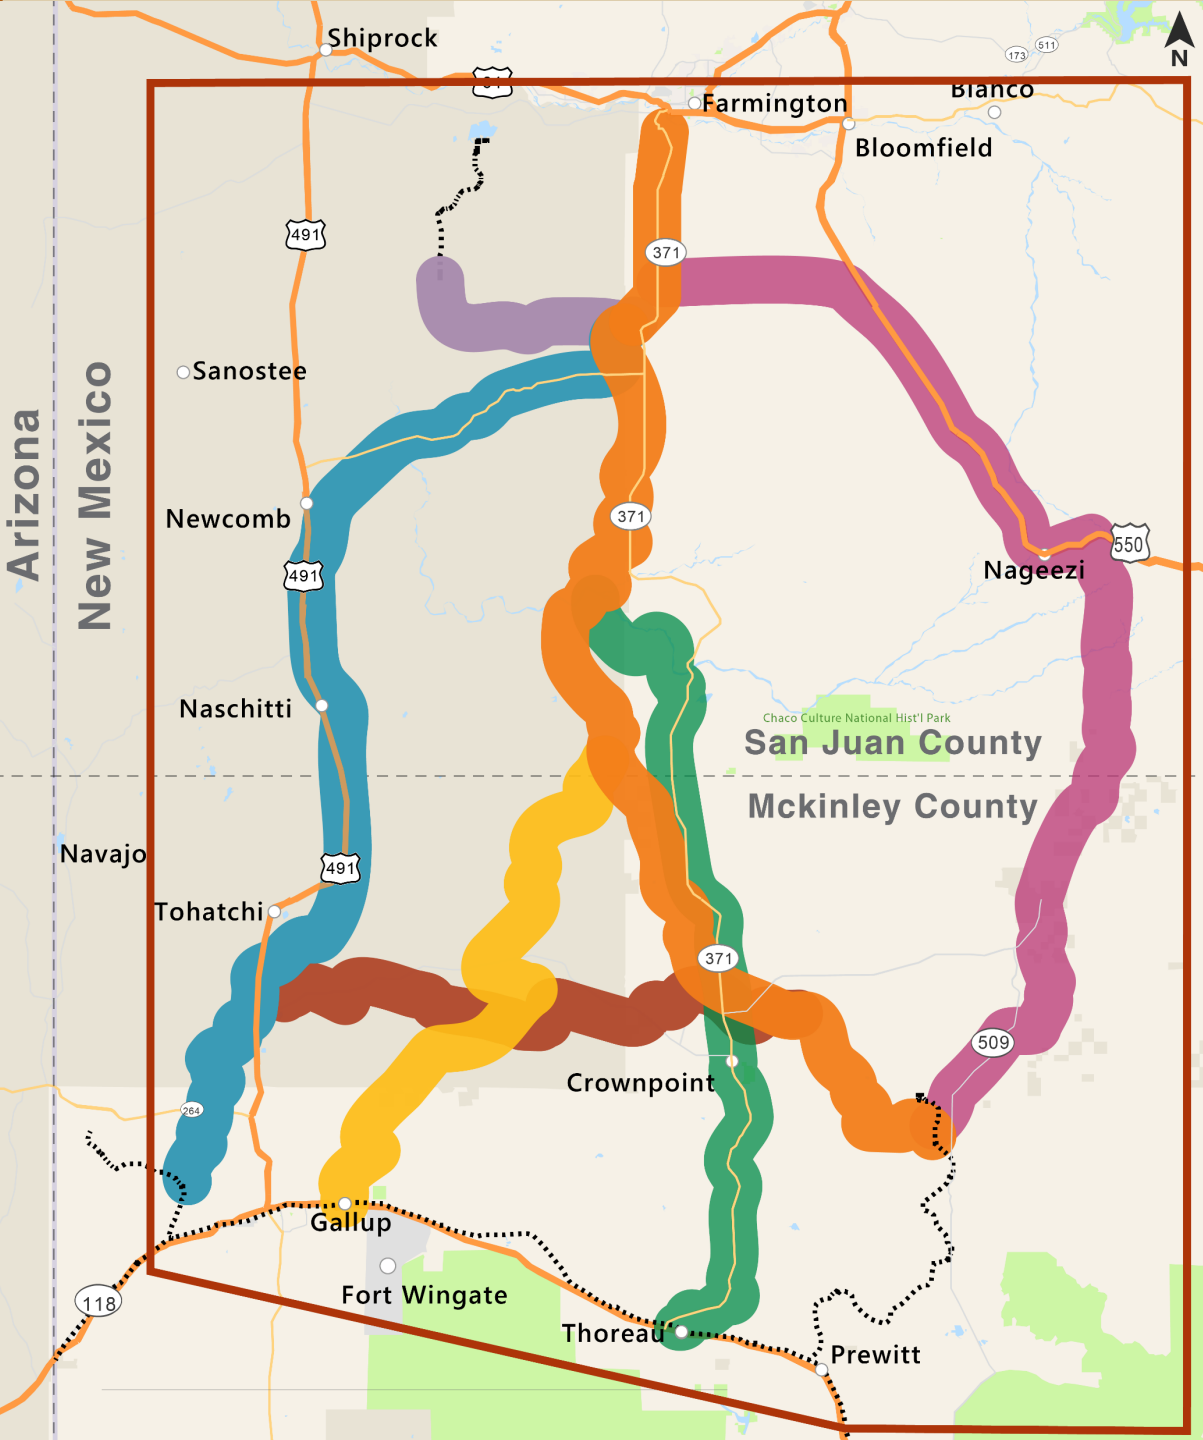 Shiprock
N
511
173
Farmington
Blanco
Bloomfield
491
371
Sanostee
Arizona
New Mexico
Newcomb
371
550
491
Nageezi
Naschitti
Chaco Culture National Hist'l Park
San Juan County
Mckinley County
Navajo
491
Tohatchi
371
509
Crownpoint
264
Gallup
Fort Wingate
118
Thoreau
Prewitt